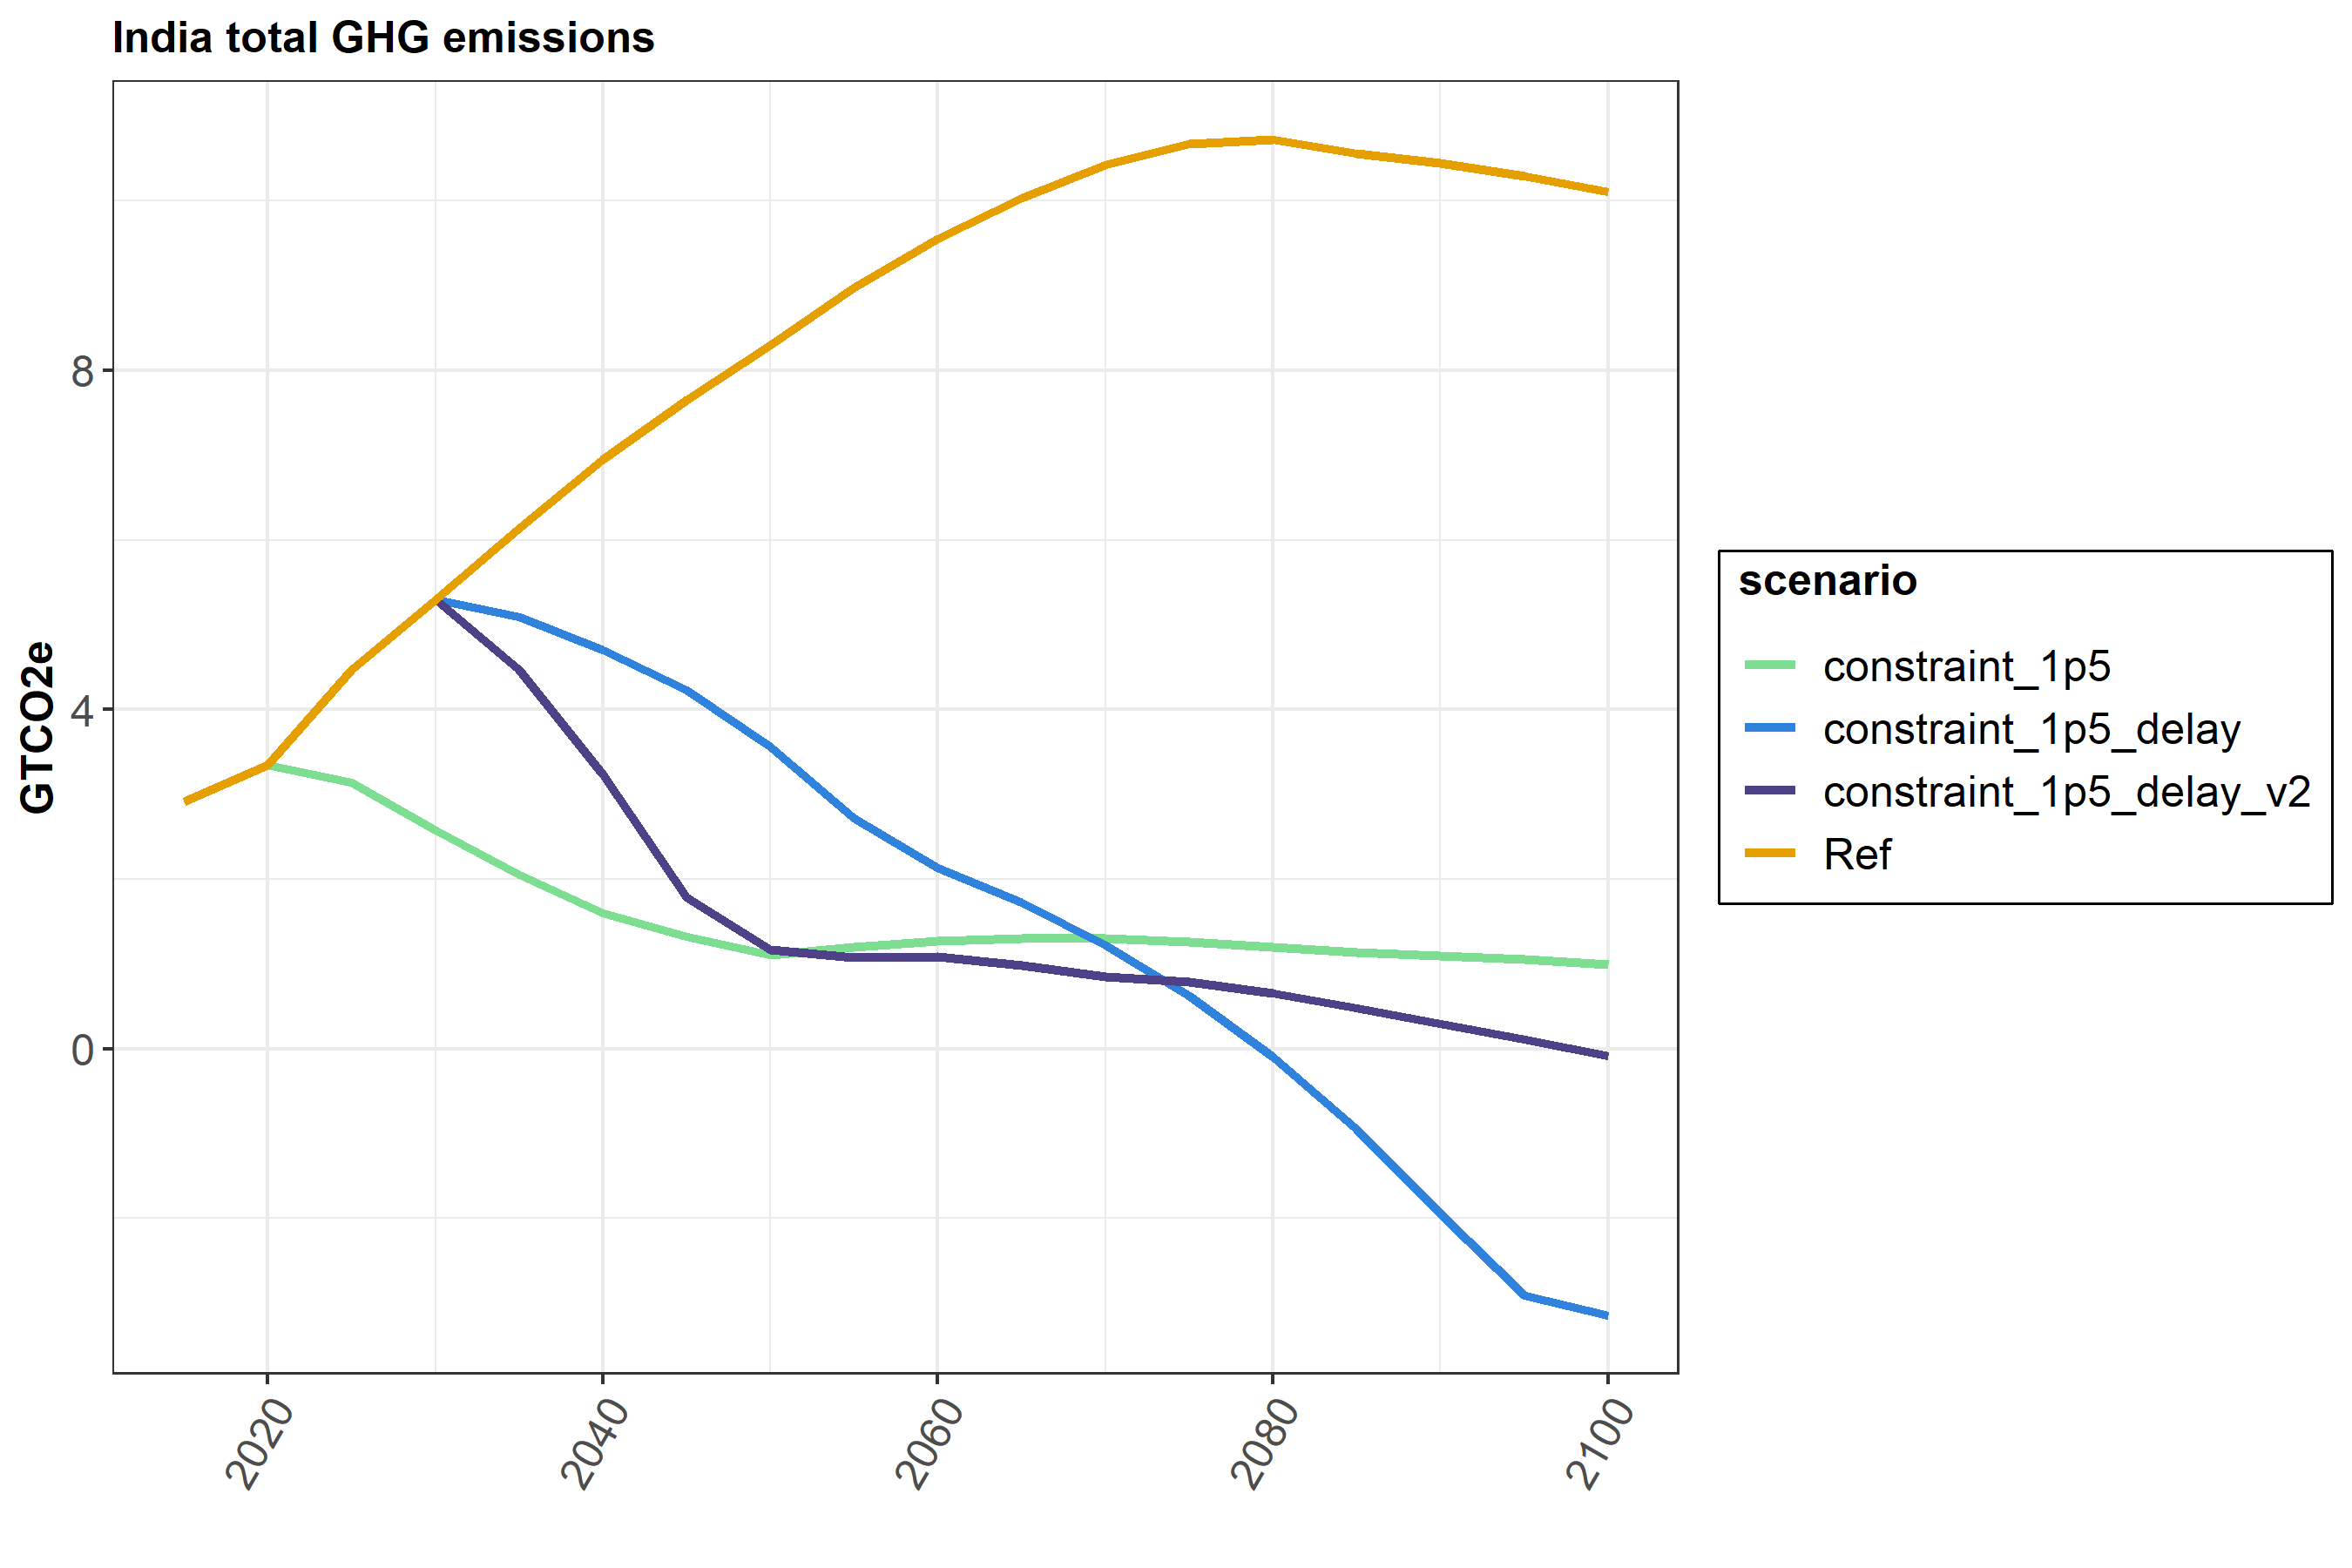 India total GHG emissions
GTCO2e
8
4
0
2020
2040
2060
2080
2100
scenario
constraint_1p5
constraint_1p5_delay
constraint_1p5_delay_v2
Ref